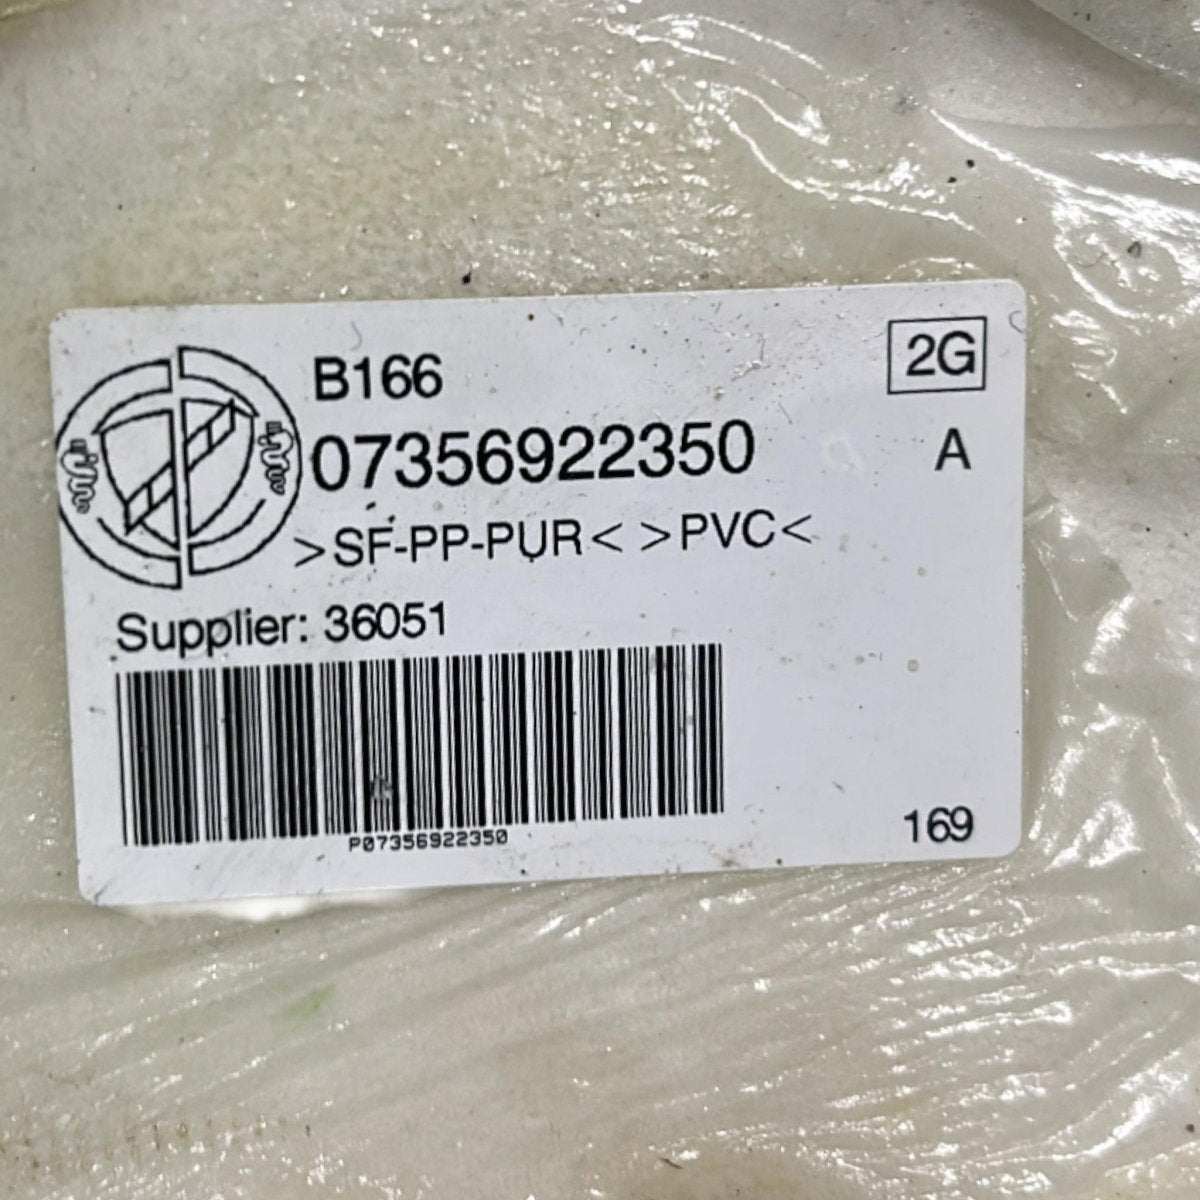 B166
2G
07356922350
A
>SF-PP-PUR< >PVC<
Supplier: 36051
P07356922350
169